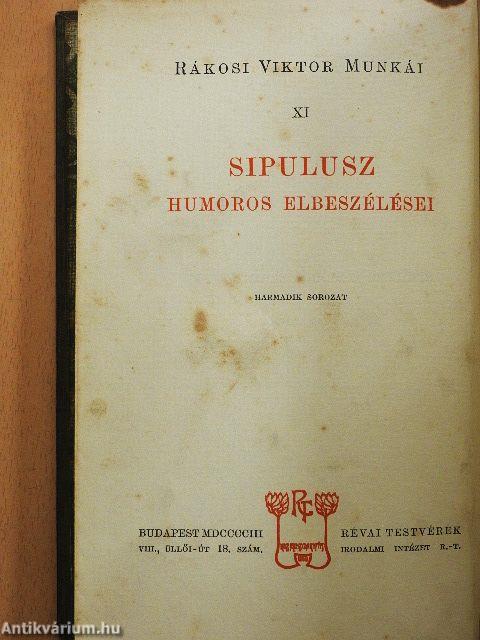 RÁKOSI VIKTOR MUNKÁI
XI
SIPULUSZ
HUMOROS ELBESZÉLÉSEI
HARMADIK SOROZAT
BUDAPEST MDCCCCIII
VIII., ÜLLŐI-ÚT 18. SZÁM.
RÉVAI TESTVÉREK
IRODALMI INTÉZET R.-T.
Antikvárium.hu